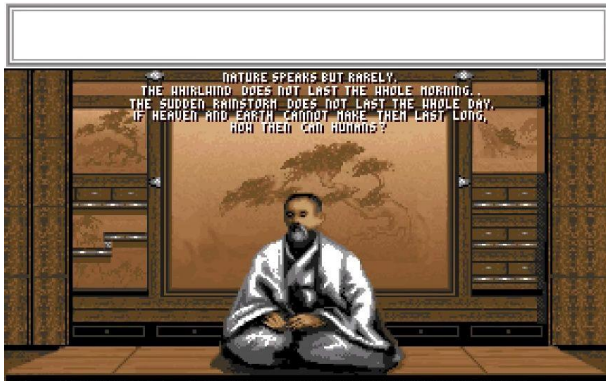 NATURE SPEAKS BUT RARELY.
THE WHIRLWIND DOES NOT LAST THE WHOLE MORNING..
THE SUDDEN RAINSTORM DOES NOT LAST THE WHOLE DAY.
IF HEAVEN AND EARTH CANNOT MAKE THEM LAST LONG,
HOW THEN CAN HUMANS?